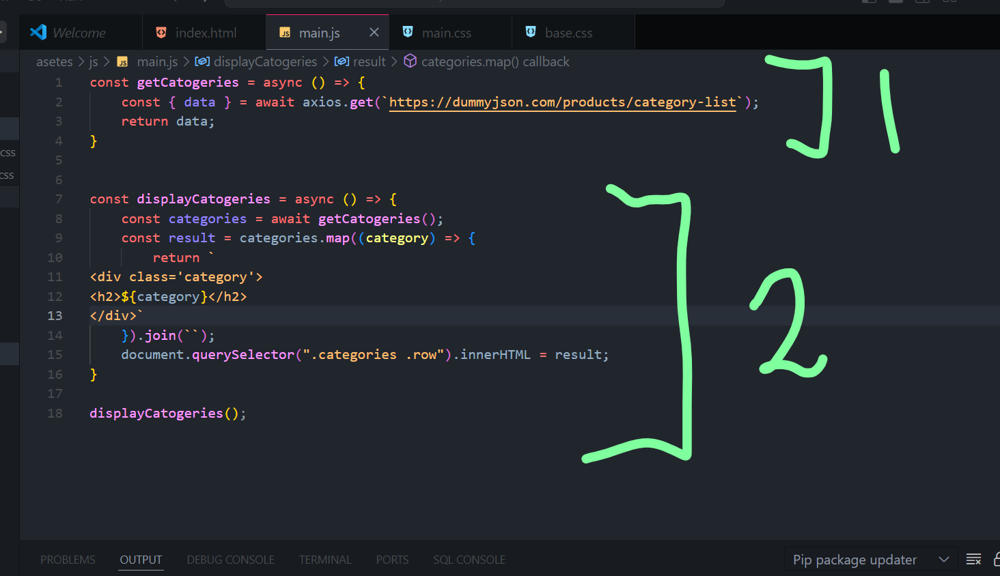 Welcome index.html main.js main.css base.css
asetes > js > main.js > displayCatogeries > result > categories.map() callback
1 const getCatogeries = async () => {
2 const { data } = await axios.get(`https://dummyjson.com/products/category-list`);
3 return data;
4 }
5
6
7 const displayCatogeries = async () => {
8 const categories = await getCatogeries();
9 const result = categories.map((category) => {
10 return `
11 <div class='category'>
12 <h2>${category}</h2>
13 </div>`
14 }).join(``);
15 document.querySelector(".categories .row").innerHTML = result;
16 }
17
18 displayCatogeries();
css
css
1
2
PROBLEMS OUTPUT DEBUG CONSOLE TERMINAL PORTS SQL CONSOLE Pip package updater